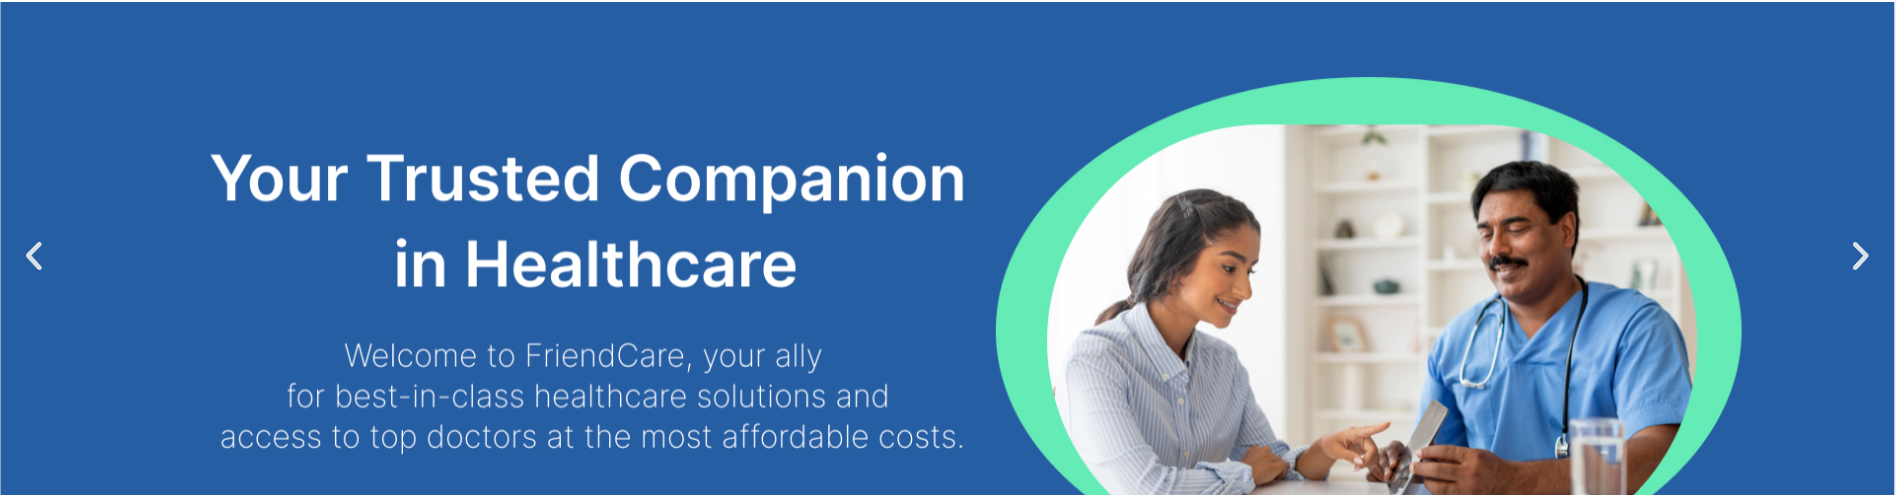 Your Trusted Companion
in Healthcare
Welcome to FriendCare, your ally
for best-in-class healthcare solutions and
access to top doctors at the most affordable costs.